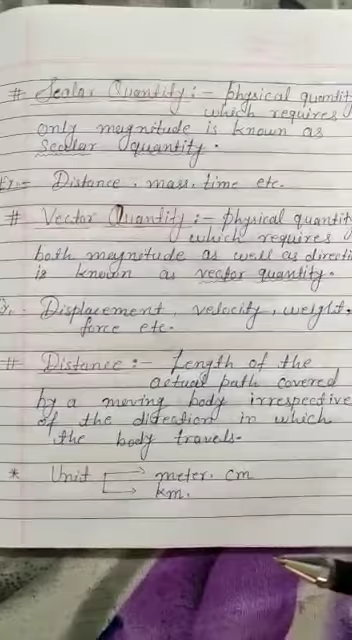 # Scalar Quantity :- physical quantit
which requires
only magnitude is known as
scalar quantity.
Ex.- Distance, mass, time etc.
# Vector Quantity :- physical quantit
which requires
both magnitude as well as directi
is known as vector quantity.
Displacement, velocity, weight,
force etc.
# Distance :- Length of the
actual path covered
by a moving body irrespective
of the direction in which
the body travels.
* Unit → meter. cm
→ km.